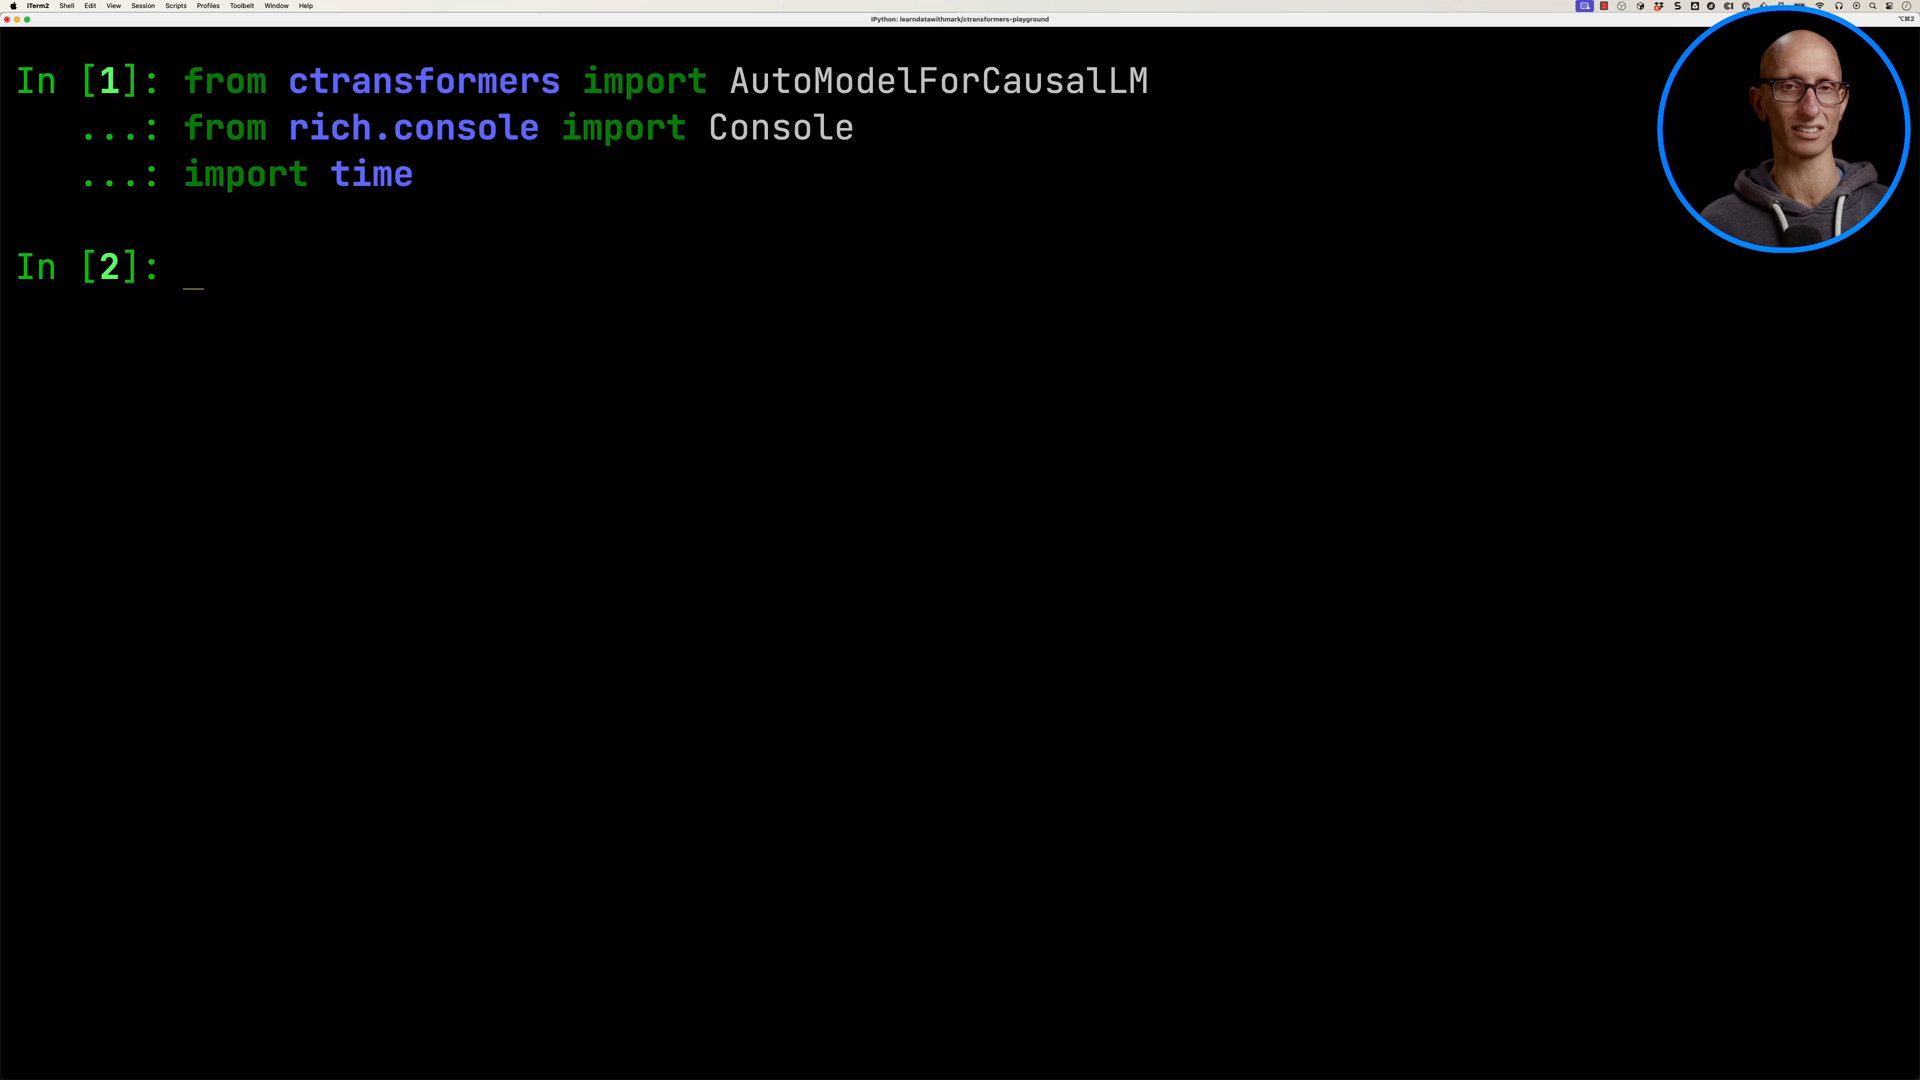 iTerm2 Shell Edit View Session Scripts Profiles Toolbelt Window Help
IPython: learndatawithmark/ctransformers-playground
⌥⌘2
In [1]: from ctransformers import AutoModelForCausalLM
...: from rich.console import Console
...: import time
In [2]: _